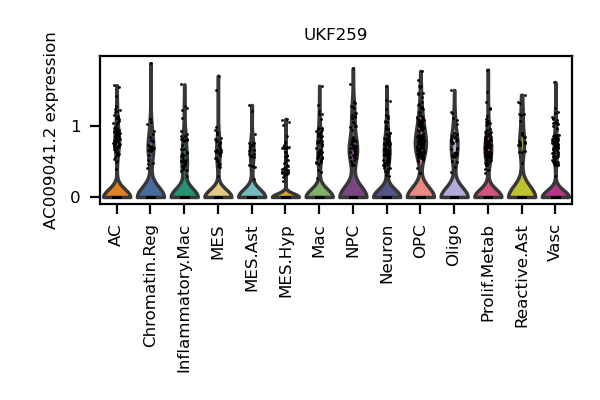 UKF259
AC009041.2 expression
1
0
AC
Chromatin.Reg
Inflammatory.Mac
MES
MES.Ast
MES.Hyp
Mac
NPC
Neuron
OPC
Oligo
Prolif.Metab
Reactive.Ast
Vasc